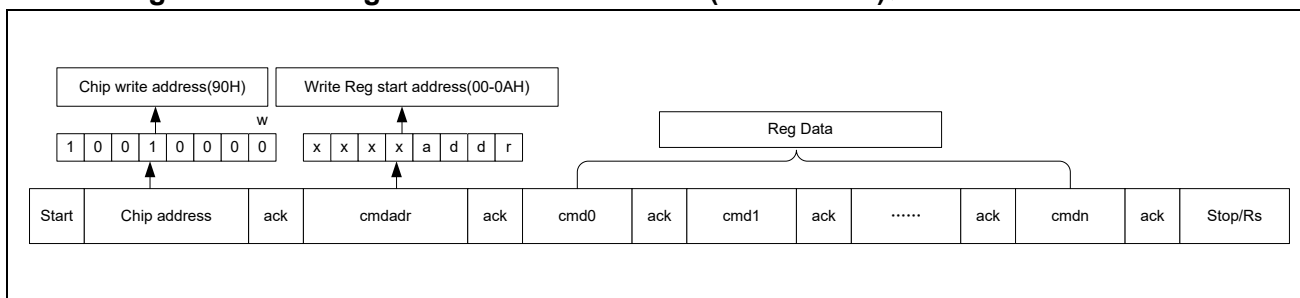 Chip write address(90H) Write Reg start address(00-0AH)
w
1 0 0 1 0 0 0 0 x x x x a d d r
Reg Data
Start Chip address ack cmdadr ack cmd0 ack cmd1 ack ...... ack cmdn ack Stop/Rs